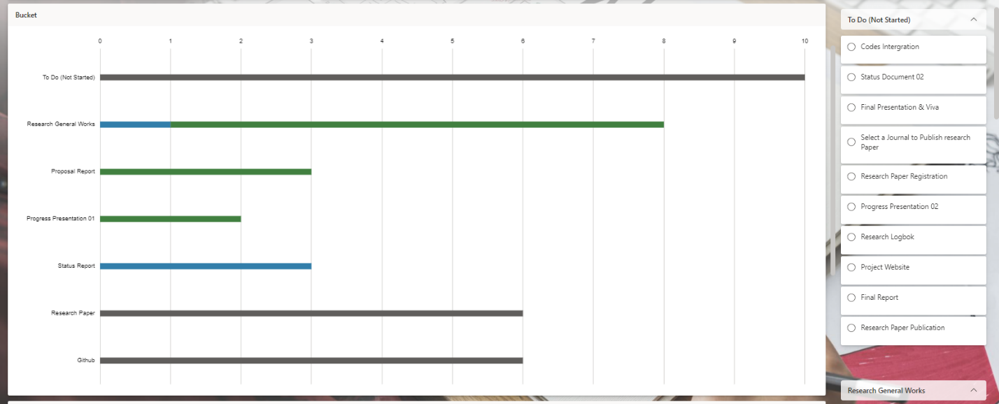 Bucket
0 1 2 3 4 5 6 7 8 9 10
To Do (Not Started)
Research General Works
Proposal Report
Progress Presentation 01
Status Report
Research Paper
Github
To Do (Not Started)
Codes Intergration
Status Document 02
Final Presentation & Viva
Select a Journal to Publish research
Paper
Research Paper Registration
Progress Presentation 02
Research Logbok
Project Website
Final Report
Research Paper Publication
Research General Works